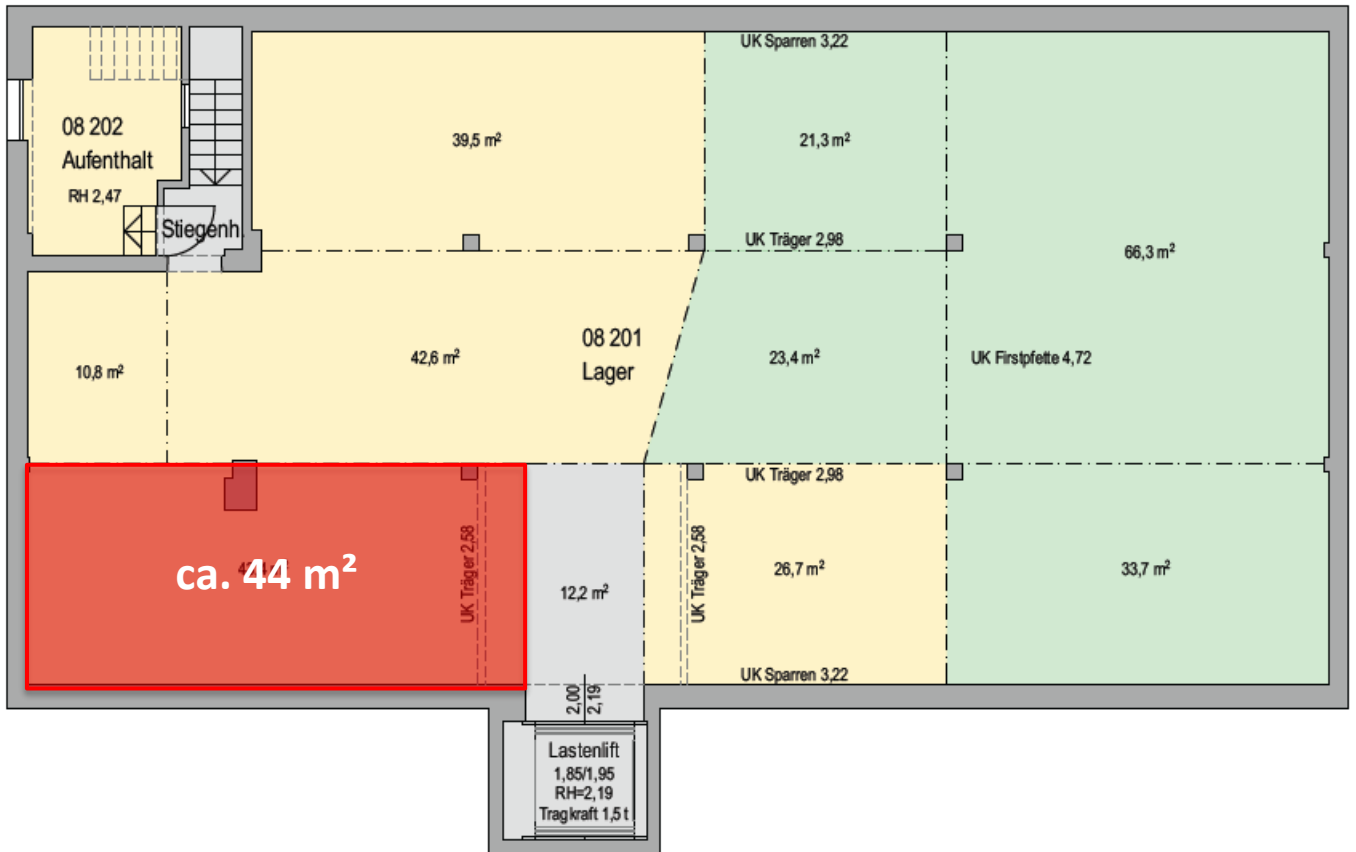 UK Sparren 3,22
08 202
Aufenthalt
RH 2,47
39,5 m²
21,3 m²
Stiegenh.
UK Träger 2,98
66,3 m²
08 201
Lager
10,8 m²
42,6 m²
23,4 m²
UK Firstpfette 4,72
UK Träger 2,98
UK Träger 2,58
ca. 44 m²
12,2 m²
UK Träger 2,58
26,7 m²
33,7 m²
UK Sparren 3,22
2,00
2,19
Lastenlift
1,85/1,95
RH=2,19
Tragkraft 1,5 t